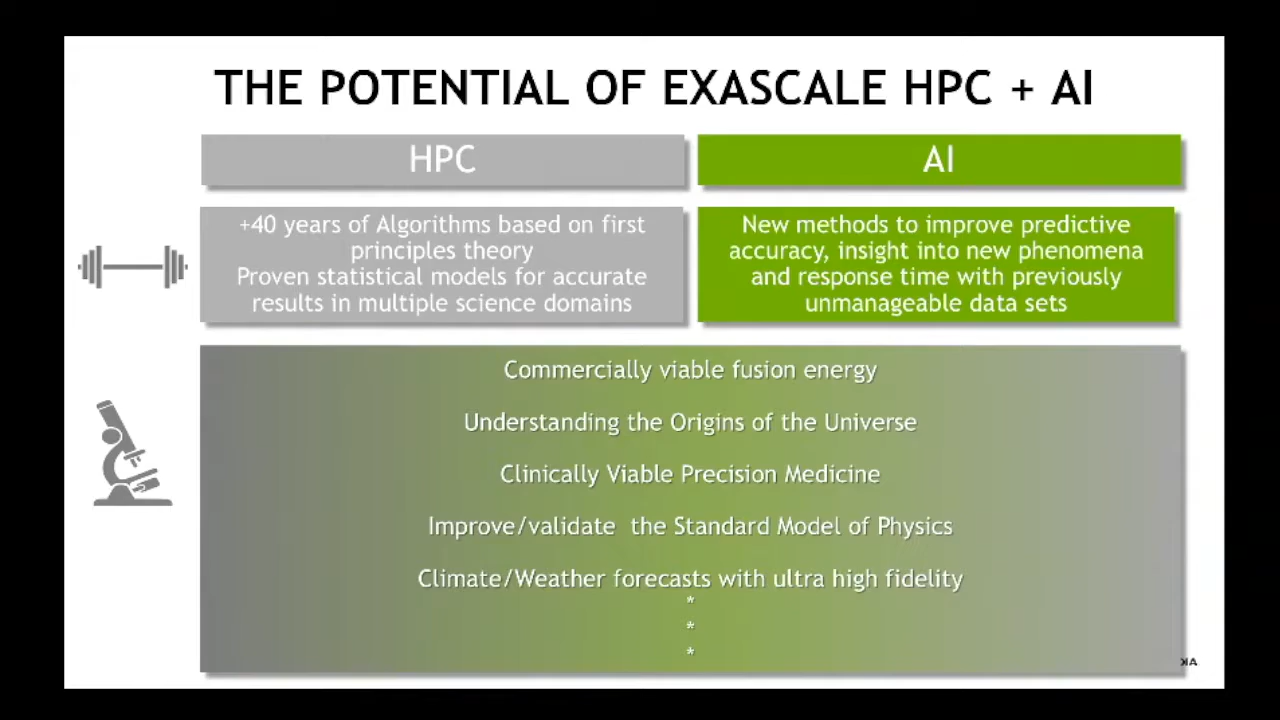 THE POTENTIAL OF EXASCALE HPC + AI
HPC
AI
+40 years of Algorithms based on first
principles theory
Proven statistical models for accurate
results in multiple science domains
New methods to improve predictive
accuracy, insight into new phenomena
and response time with previously
unmanageable data sets
Commercially viable fusion energy
Understanding the Origins of the Universe
Clinically Viable Precision Medicine
Improve/validate the Standard Model of Physics
Climate/Weather forecasts with ultra high fidelity
*
*
*